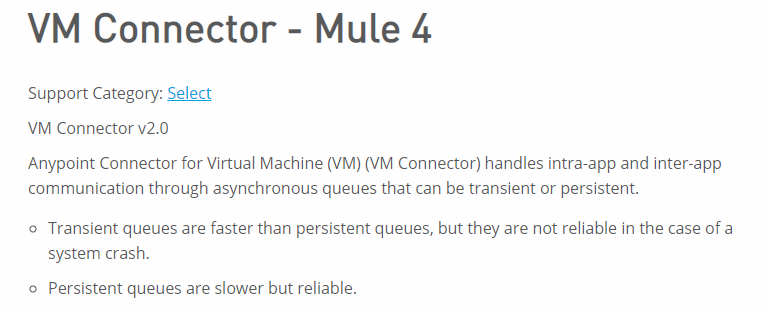 VM Connector - Mule 4
Support Category: Select
VM Connector v2.0
Anypoint Connector for Virtual Machine (VM) (VM Connector) handles intra-app and inter-app
communication through asynchronous queues that can be transient or persistent.
Transient queues are faster than persistent queues, but they are not reliable in the case of a
system crash.
Persistent queues are slower but reliable.